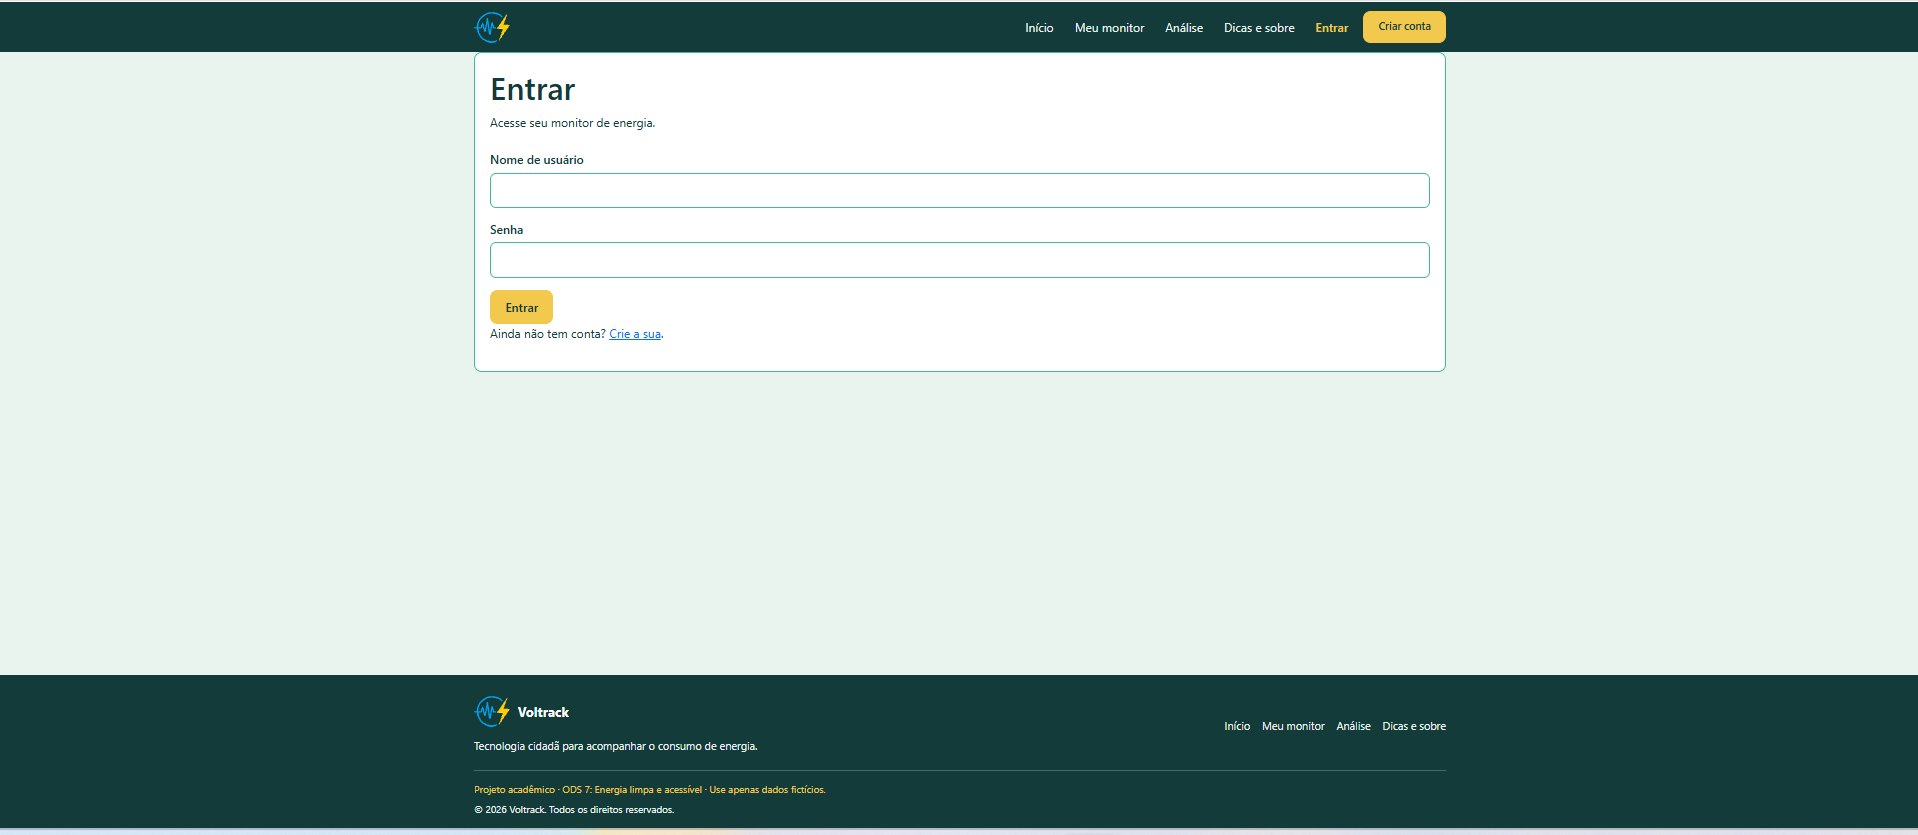 Início Meu monitor Análise Dicas e sobre Entrar Criar conta
Entrar
Acesse seu monitor de energia.
Nome de usuário
Senha
Entrar
Ainda não tem conta? Crie a sua.
Voltrack
Tecnologia cidadã para acompanhar o consumo de energia.
Início Meu monitor Análise Dicas e sobre
Projeto acadêmico · ODS 7: Energia limpa e acessível · Use apenas dados fictícios.
© 2026 Voltrack. Todos os direitos reservados.